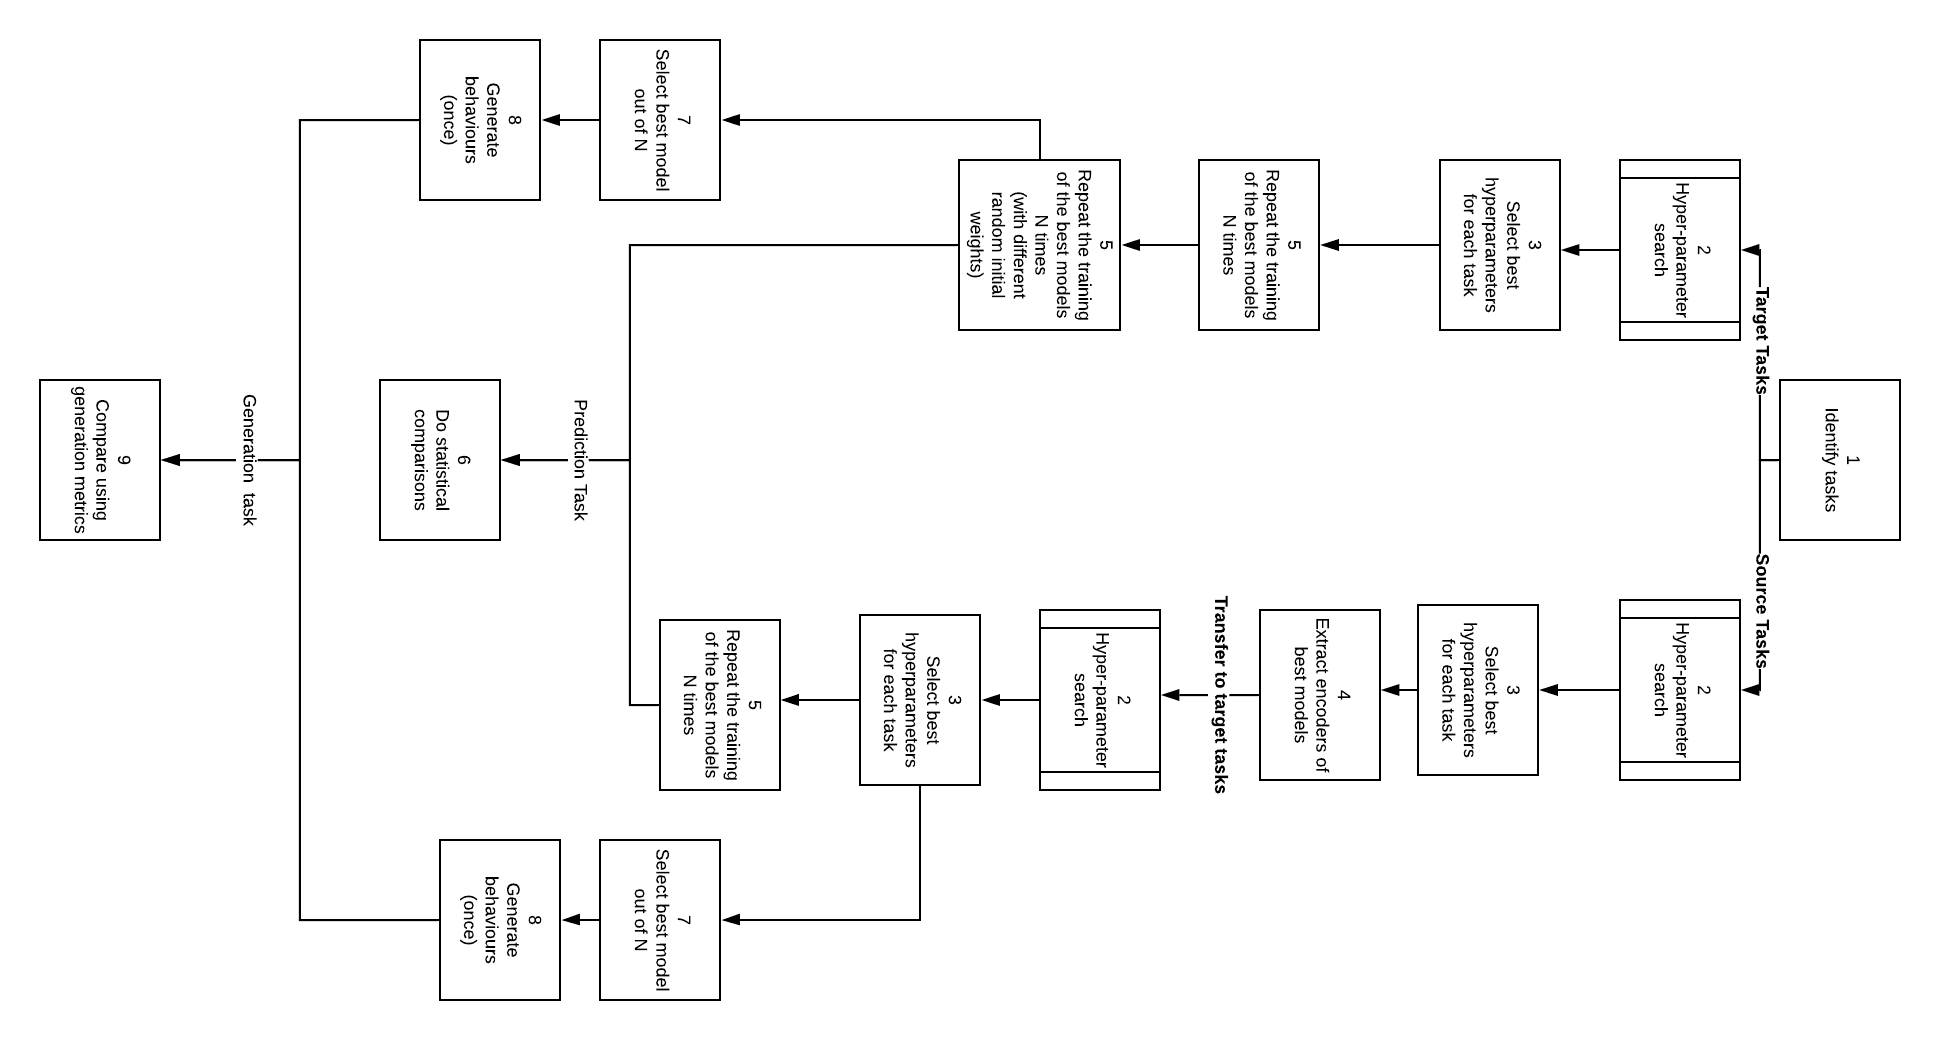 1
Identify tasks
Target Tasks
Source Tasks
2
Hyper-parameter
search
2
Hyper-parameter
search
3
Select best
hyperparameters
for each task
3
Select best
hyperparameters
for each task
4
Extract encoders of
best models
5
Repeat the training
of the best models
N times
Transfer to target tasks
5
Repeat the training
of the best models
N times
(with different
random initial
weights)
2
Hyper-parameter
search
3
Select best
hyperparameters
for each task
5
Repeat the training
of the best models
N times
7
Select best model
out of N
7
Select best model
out of N
Prediction Task
8
Generate
behaviours
(once)
6
Do statistical
comparisons
8
Generate
behaviours
(once)
Generation  task
9
Compare using
generation metrics